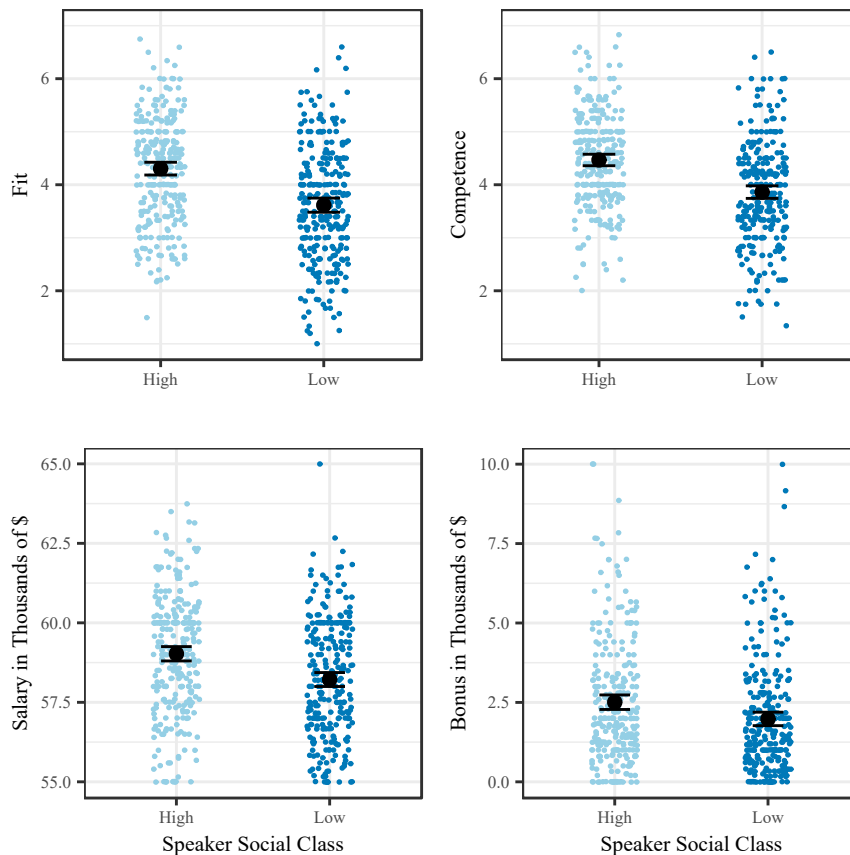 Fit
6
4
2
High
Low
Competence
6
4
2
High
Low
Salary in Thousands of $
65.0
62.5
60.0
57.5
55.0
High
Low
Speaker Social Class
Bonus in Thousands of $
10.0
7.5
5.0
2.5
0.0
High
Low
Speaker Social Class